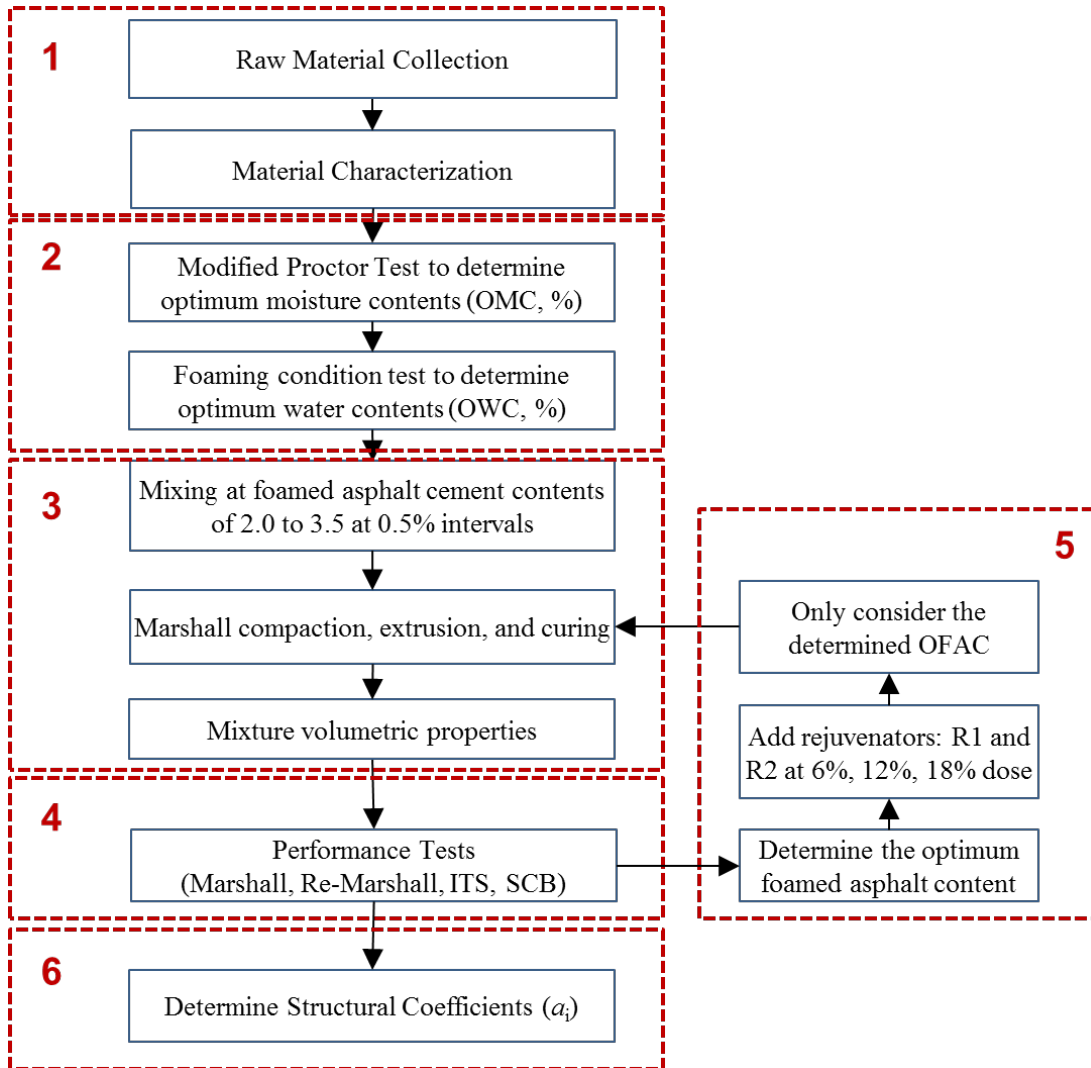 1
Raw Material Collection
Material Characterization
2
Modified Proctor Test to determine
optimum moisture contents (OMC, %)
Foaming condition test to determine
optimum water contents (OWC, %)
3
Mixing at foamed asphalt cement contents
of 2.0 to 3.5 at 0.5% intervals
Marshall compaction, extrusion, and curing
Mixture volumetric properties
4
Performance Tests
(Marshall, Re-Marshall, ITS, SCB)
5
Only consider the
determined OFAC
Add rejuvenators: R1 and
R2 at 6%, 12%, 18% dose
Determine the optimum
foamed asphalt content
6
Determine Structural Coefficients (ai)